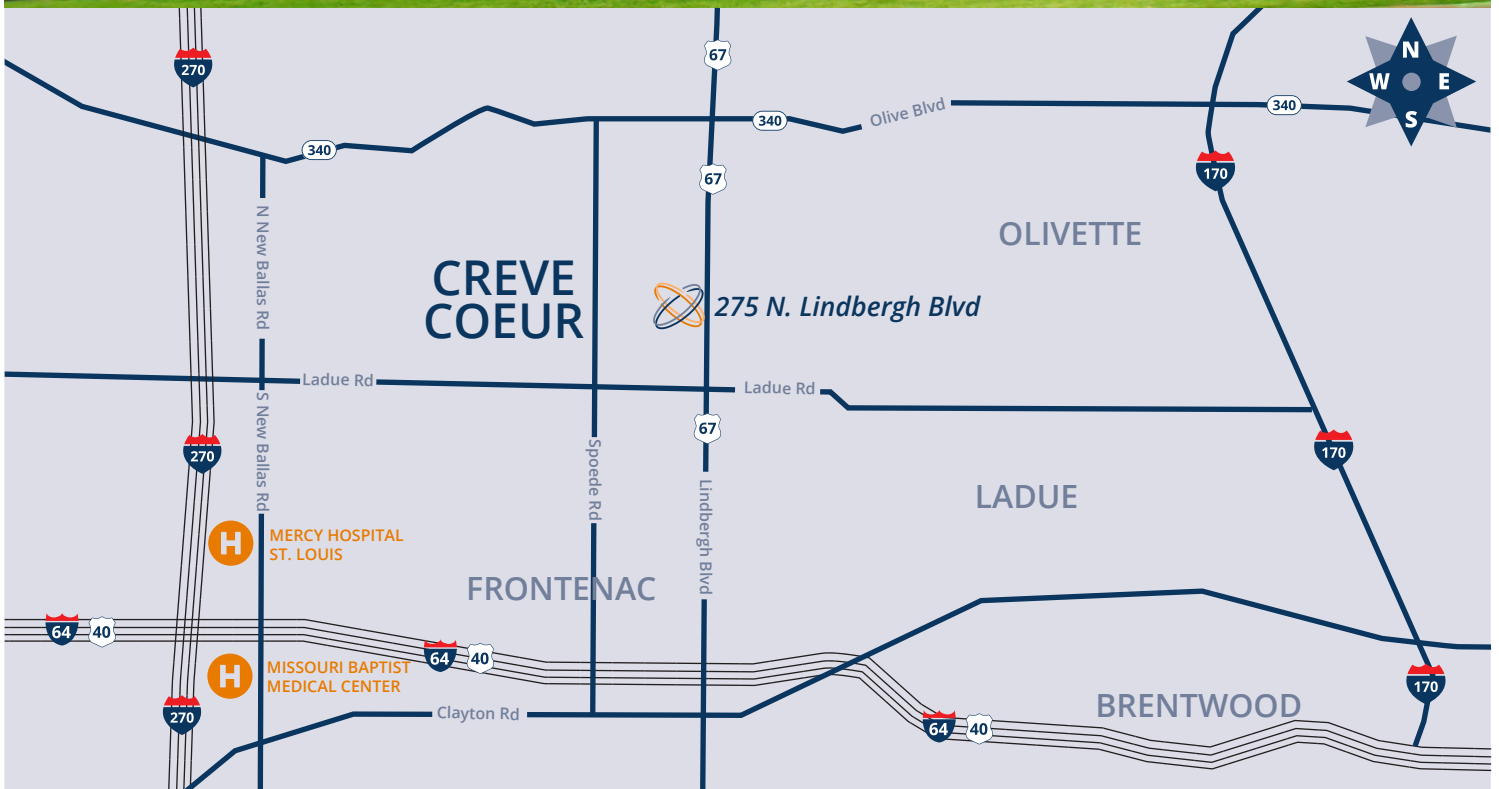 67
N
270
W
E
340
340
Olive Blvd
S
340
67
170
N New Ballas Rd
OLIVETTE
CREVE
COEUR
275 N. Lindbergh Blvd
Ladue Rd
Ladue Rd
S New Ballas Rd
67
270
170
Spoede Rd
Lindbergh Blvd
LADUE
H
MERCY HOSPITAL
ST. LOUIS
FRONTENAC
64
40
64
40
H
MISSOURI BAPTIST
MEDICAL CENTER
170
270
Clayton Rd
BRENTWOOD
64
40